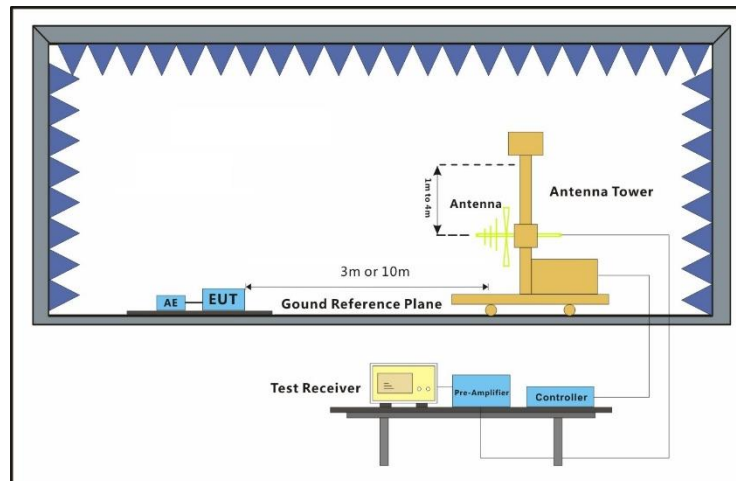 1m to 4m
Antenna
Antenna Tower
3m or 10m
AE
EUT
Gound Reference Plane
Test Receiver
Pre-Amplifier
Controller